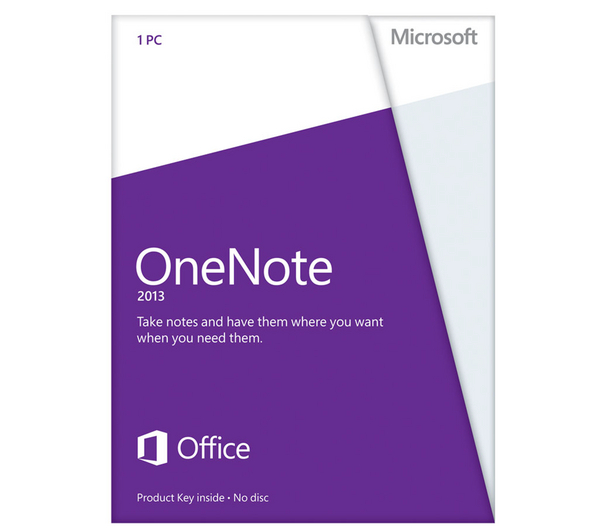 1 PC
Microsoft
OneNote
2013
Take notes and have them where you want
when you need them.
Office
Product Key inside • No disc